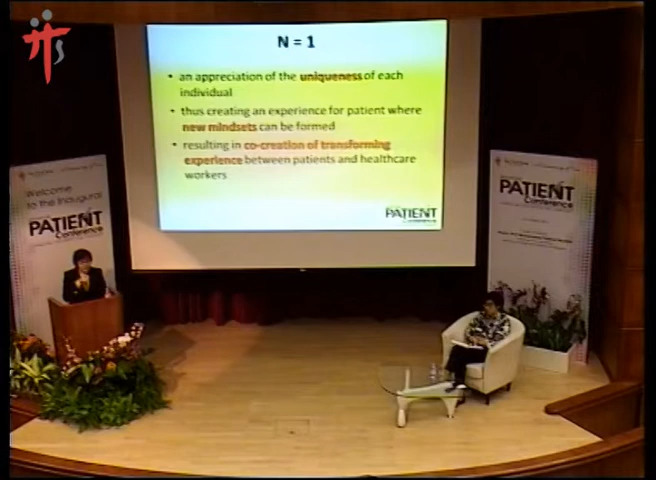 N = 1
• an appreciation of the uniqueness of each
individual
• thus creating an experience for patient where
new mindsets can be formed
• resulting in co-creation of transforming
experience between patients and healthcare
workers
PATIENT
Welcome
to the Inaugural
PATIENT
Conference
PATIENT
Conference